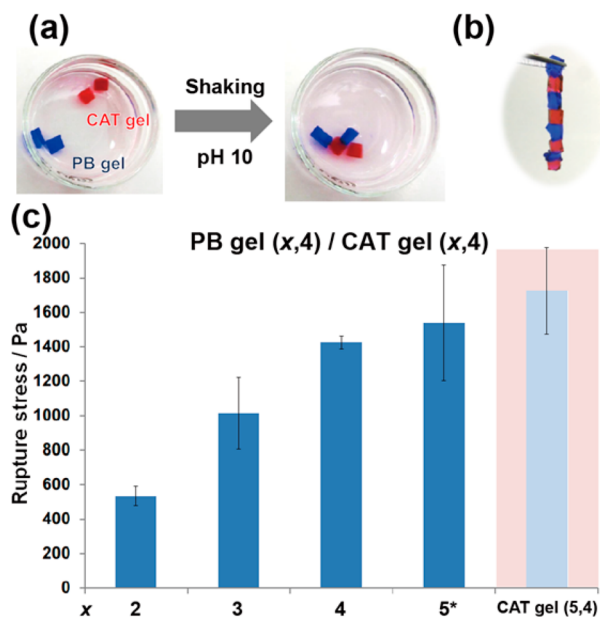 (a)
CAT gel
PB gel
Shaking
pH 10
(b)
(c)
PB gel (x,4) / CAT gel (x,4)
Rupture stress / Pa
2000
1800
1600
1400
1200
1000
800
600
400
200
0
x 2 3 4 5* CAT gel (5,4)